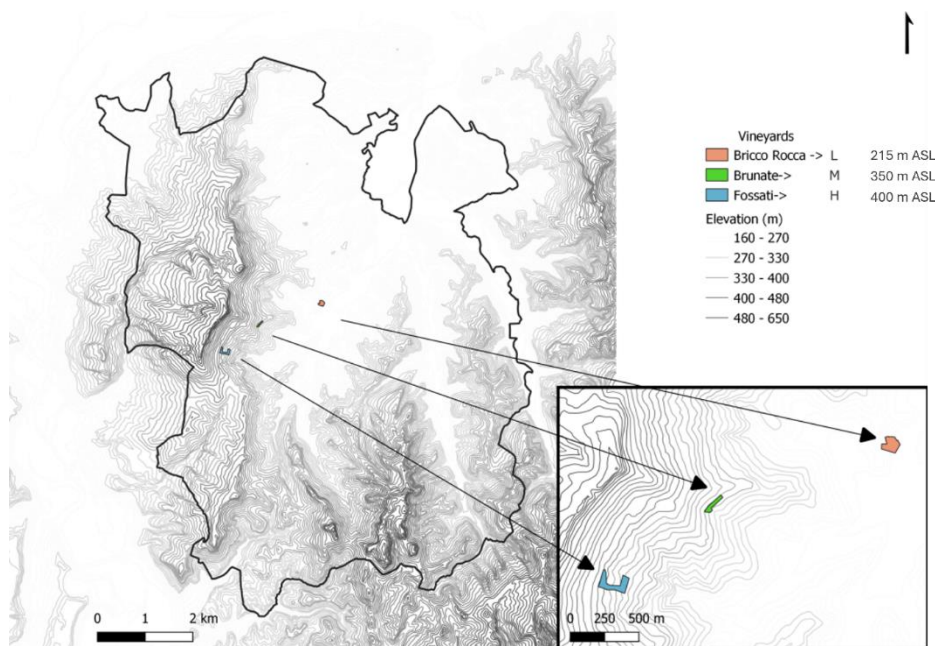 Vineyards
Bricco Rocca -> L 215 m ASL
Brunate-> M 350 m ASL
Fossati-> H 400 m ASL
Elevation (m)
160 - 270
270 - 330
330 - 400
400 - 480
480 - 650
0 1 2 km
0 250 500 m